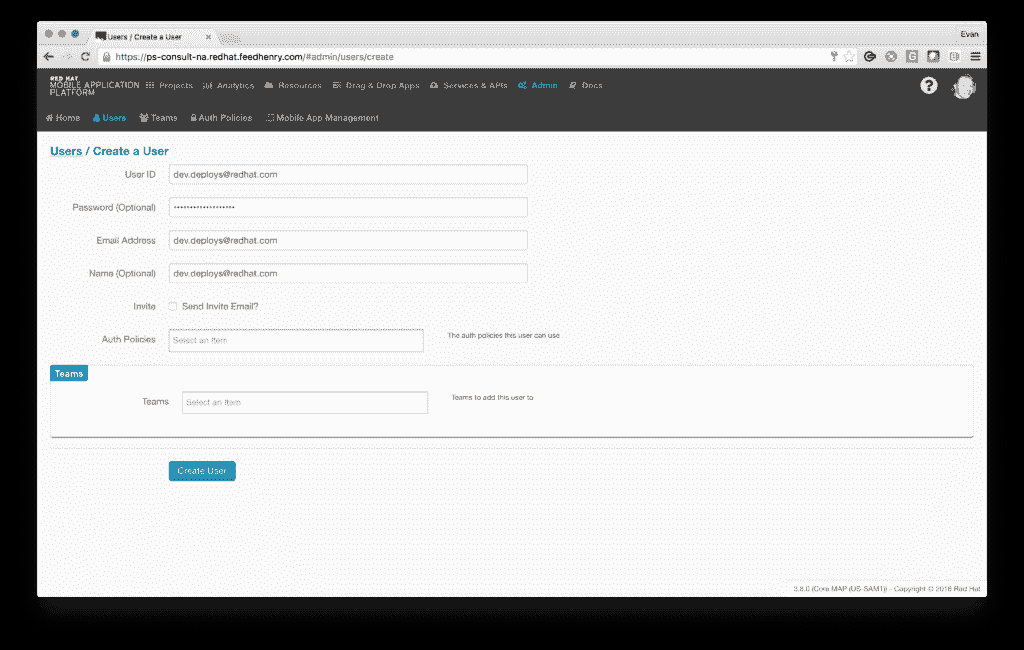 Users / Create a User
Evan
https://ps-consult-na.redhat.feedhenry.com/#admin/users/create
RED HAT
MOBILE APPLICATION
PLATFORM
Projects Analytics Resources Drag & Drop Apps Services & APIs Admin Docs
?
Home Users Teams Auth Policies Mobile App Management
Users / Create a User
User ID dev.deploys@redhat.com
Password (Optional) ••••••••••••••••••
Email Address dev.deploys@redhat.com
Name (Optional) dev.deploys@redhat.com
Invite Send Invite Email?
Auth Policies Select an Item The auth policies this user can use
Teams
Teams Select an Item Teams to add this user to
Create User
3.8.0 (Core MAP (US-SAM1)) - Copyright © 2016 Red Hat